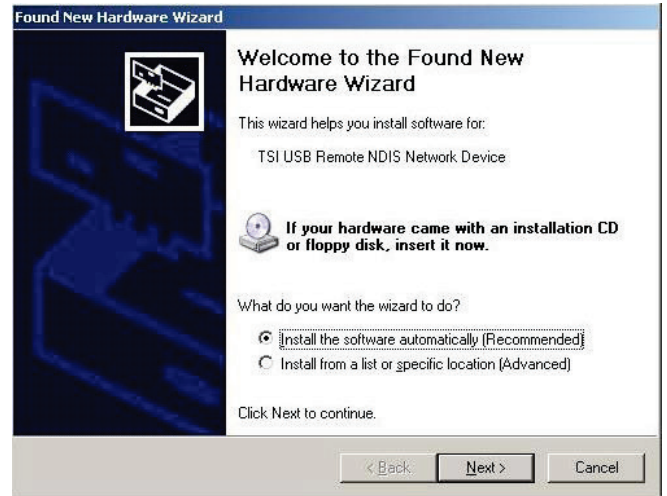 Found New Hardware Wizard
Welcome to the Found New
Hardware Wizard
This wizard helps you install software for:
TSI USB Remote NDIS Network Device
If your hardware came with an installation CD
or floppy disk, insert it now.
What do you want the wizard to do?
Install the software automatically (Recommended)
Install from a list or specific location (Advanced)
Click Next to continue.
< Back Next > Cancel